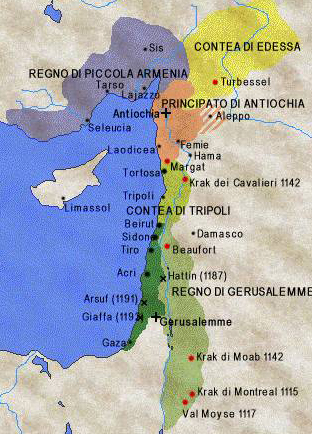 Sis
CONTEA DI EDESSA
REGNO DI PICCOLA ARMENIA
Turbessel
Tarso
Lajazzo
PRINCIPATO DI ANTIOCHIA
Antiochia
Aleppo
Seleucia
Laodicea
Femie
Hama
Margat
Tortosa
Krak dei Cavalieri 1142
Tripoli
Limassol
CONTEA DI TRIPOLI
Beirut
Sidone
Damasco
Tiro
Beaufort
Acri
Hattin (1187)
REGNO DI GERUSALEMME
Arsuf (1191)
Giaffa (1192)
Gerusalemme
Gaza
Krak di Moab 1142
Krak di Montreal 1115
Val Moyse 1117